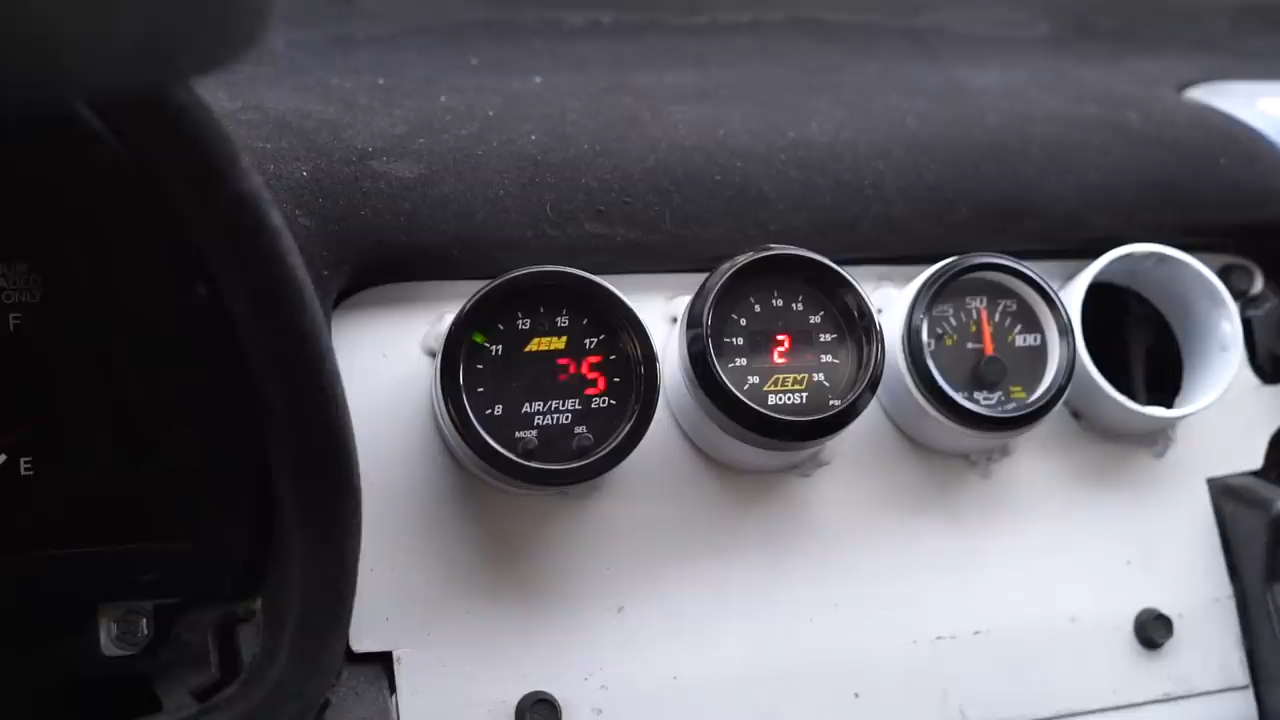 ONLY
F
E
13 15
11 17
AEM
8 AIR/FUEL 20
RATIO
MODE SEL
5 10 15
0 20
10 25
2
20 30
30 AEM 35
BOOST
PSI
25 50 75
100